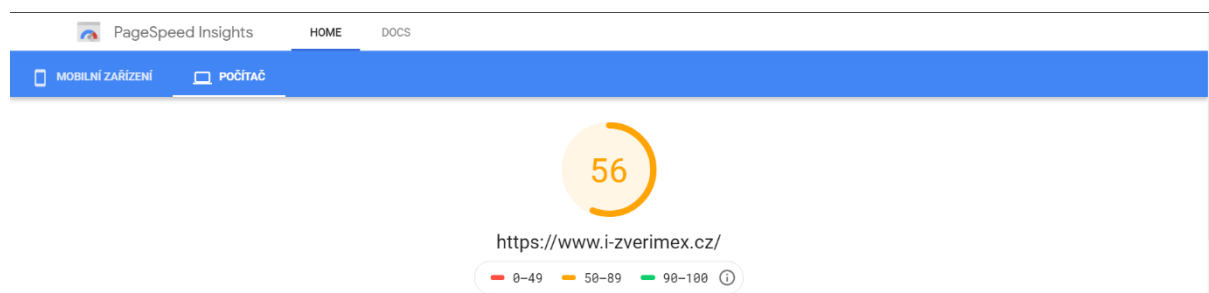 PageSpeed Insights HOME DOCS
MOBILNÍ ZAŘÍZENÍ POČÍTAČ
56
https://www.i-zverimex.cz/
0–49 50–89 90–100